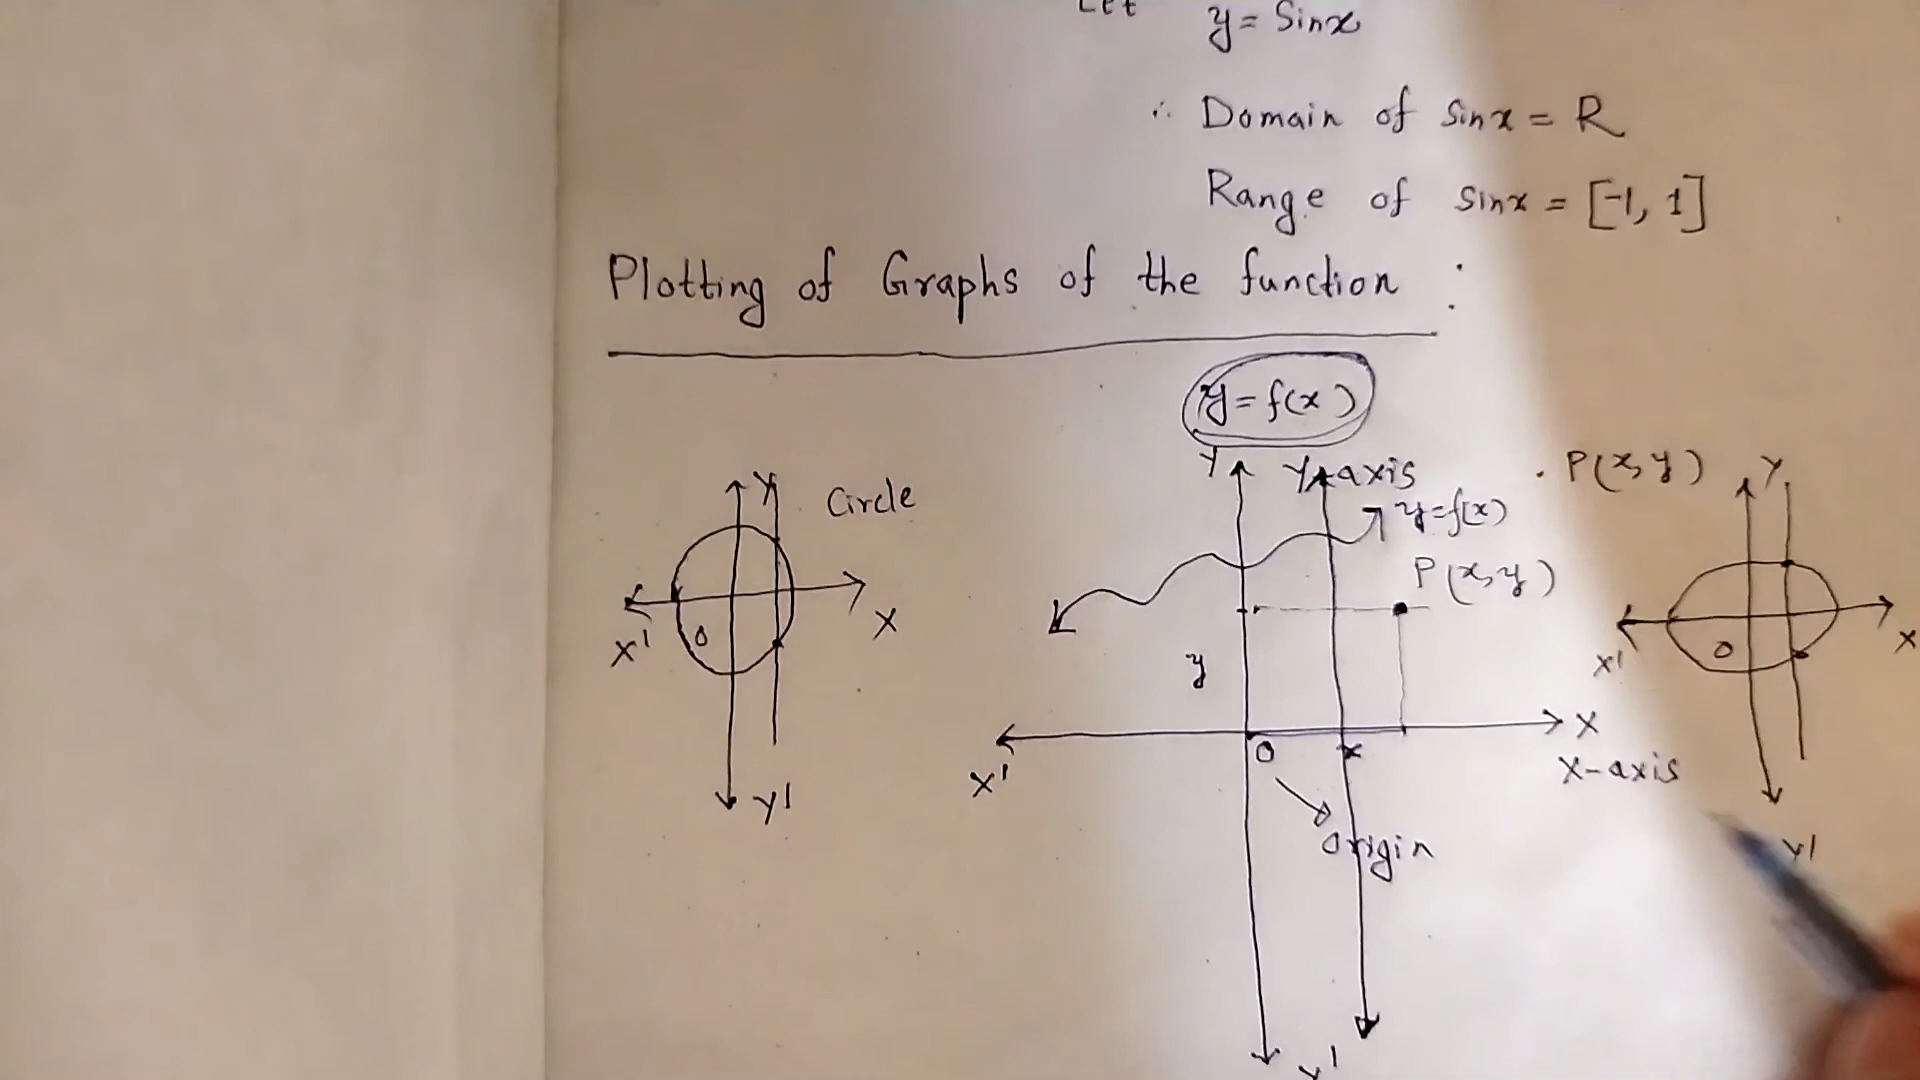 Let y = Sinx
∴ Domain of Sinx = R
Range of Sinx = [-1, 1]
Plotting of Graphs of the function :
y = f(x)
Y Circle
X' O X
Y'
Y Y-axis
y=f(x)
P(x,y)
y
X' O x X
X-axis
Origin
Y'
. P(x,y) Y
X' O X
Y'